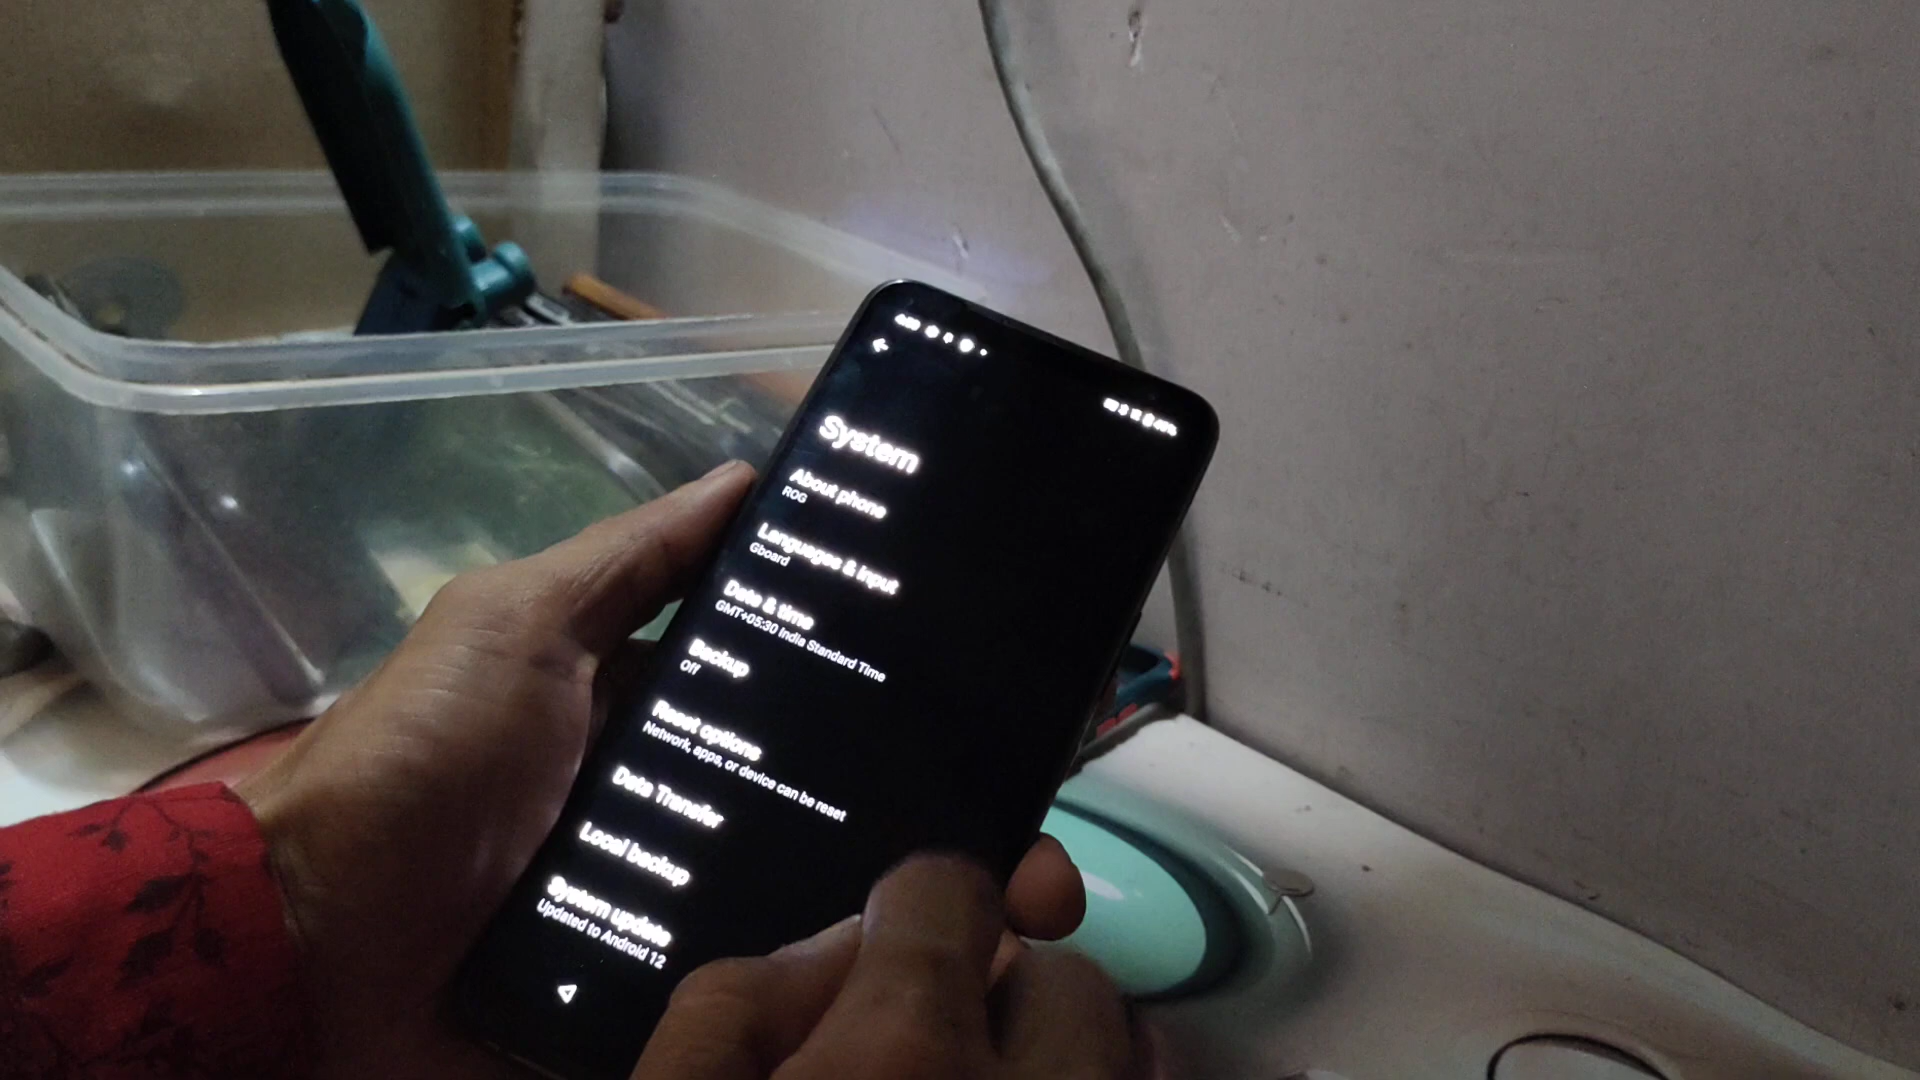 System
About phone
ROG
Languages & input
Gboard
Date & time
GMT+05:30 India Standard Time
Backup
Off
Reset options
Network, apps, or device can be reset
Data Transfer
Local backup
System update
Updated to Android 12